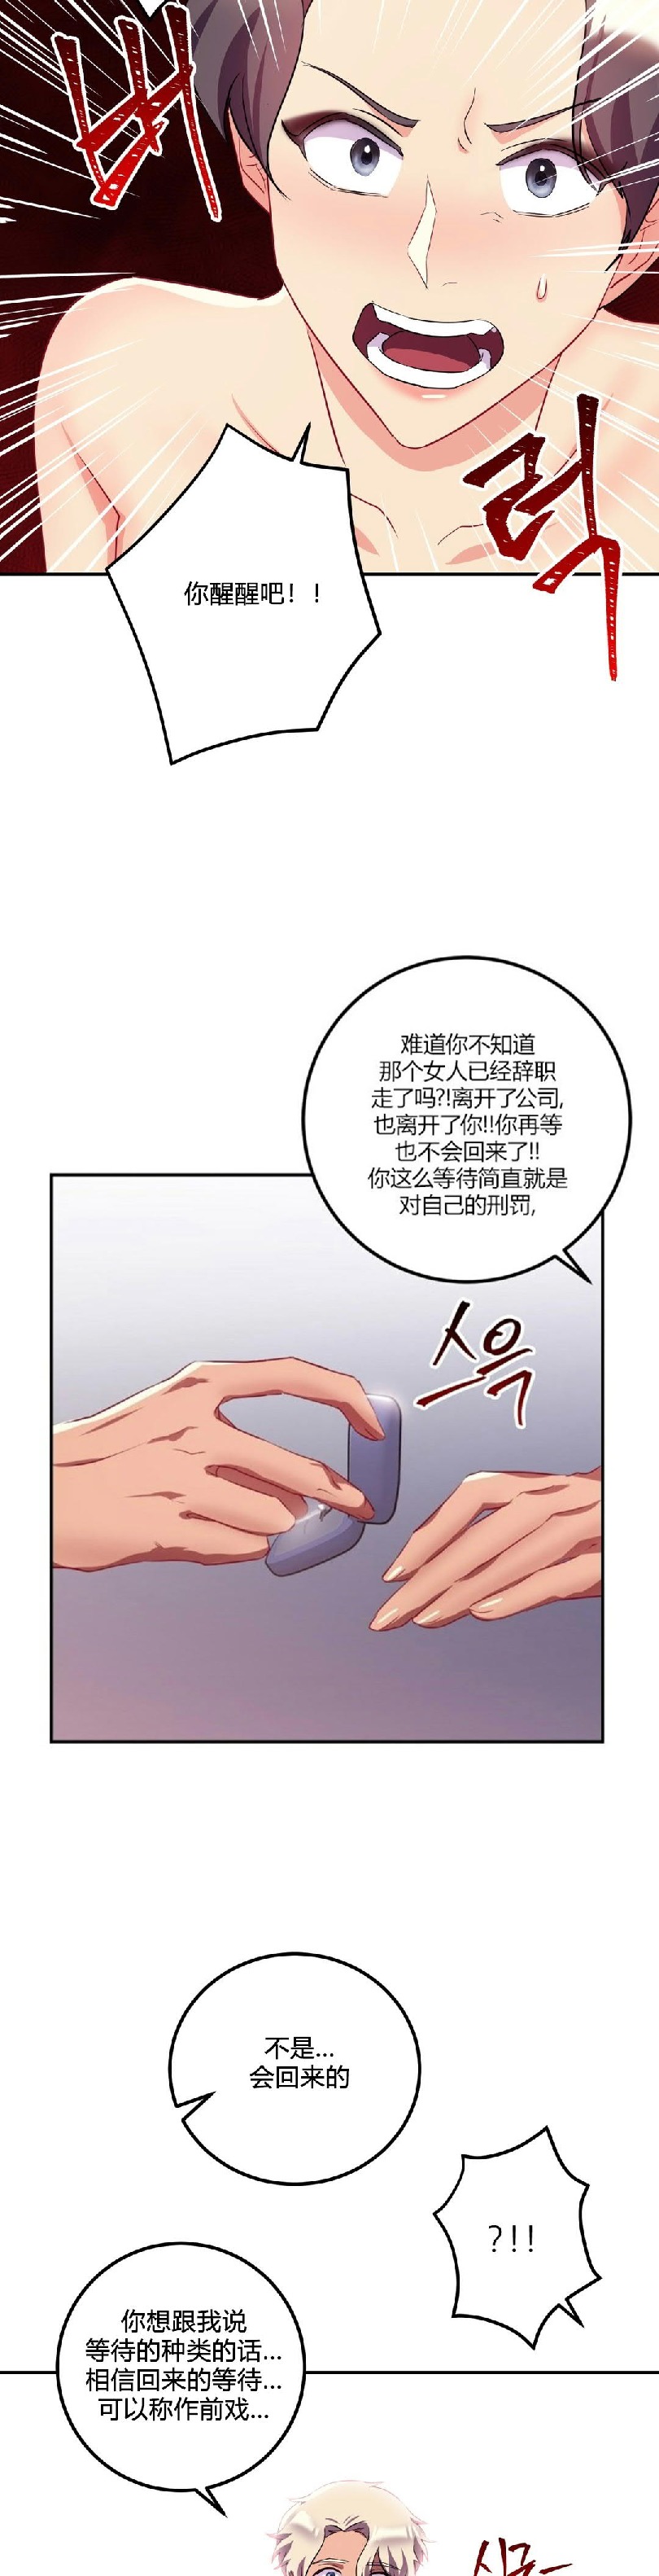 버
럭
你醒醒吧！！
难道你不知道
那个女人已经辞职
走了吗?!离开了公司,
也离开了你!!你再等
也不会回来了!!
你这么等待简直就是
对自己的刑罚,
스윽
不是...
会回来的
?!!
你想跟我说
等待的种类的话...
相信回来的等待...
可以称作前戏...